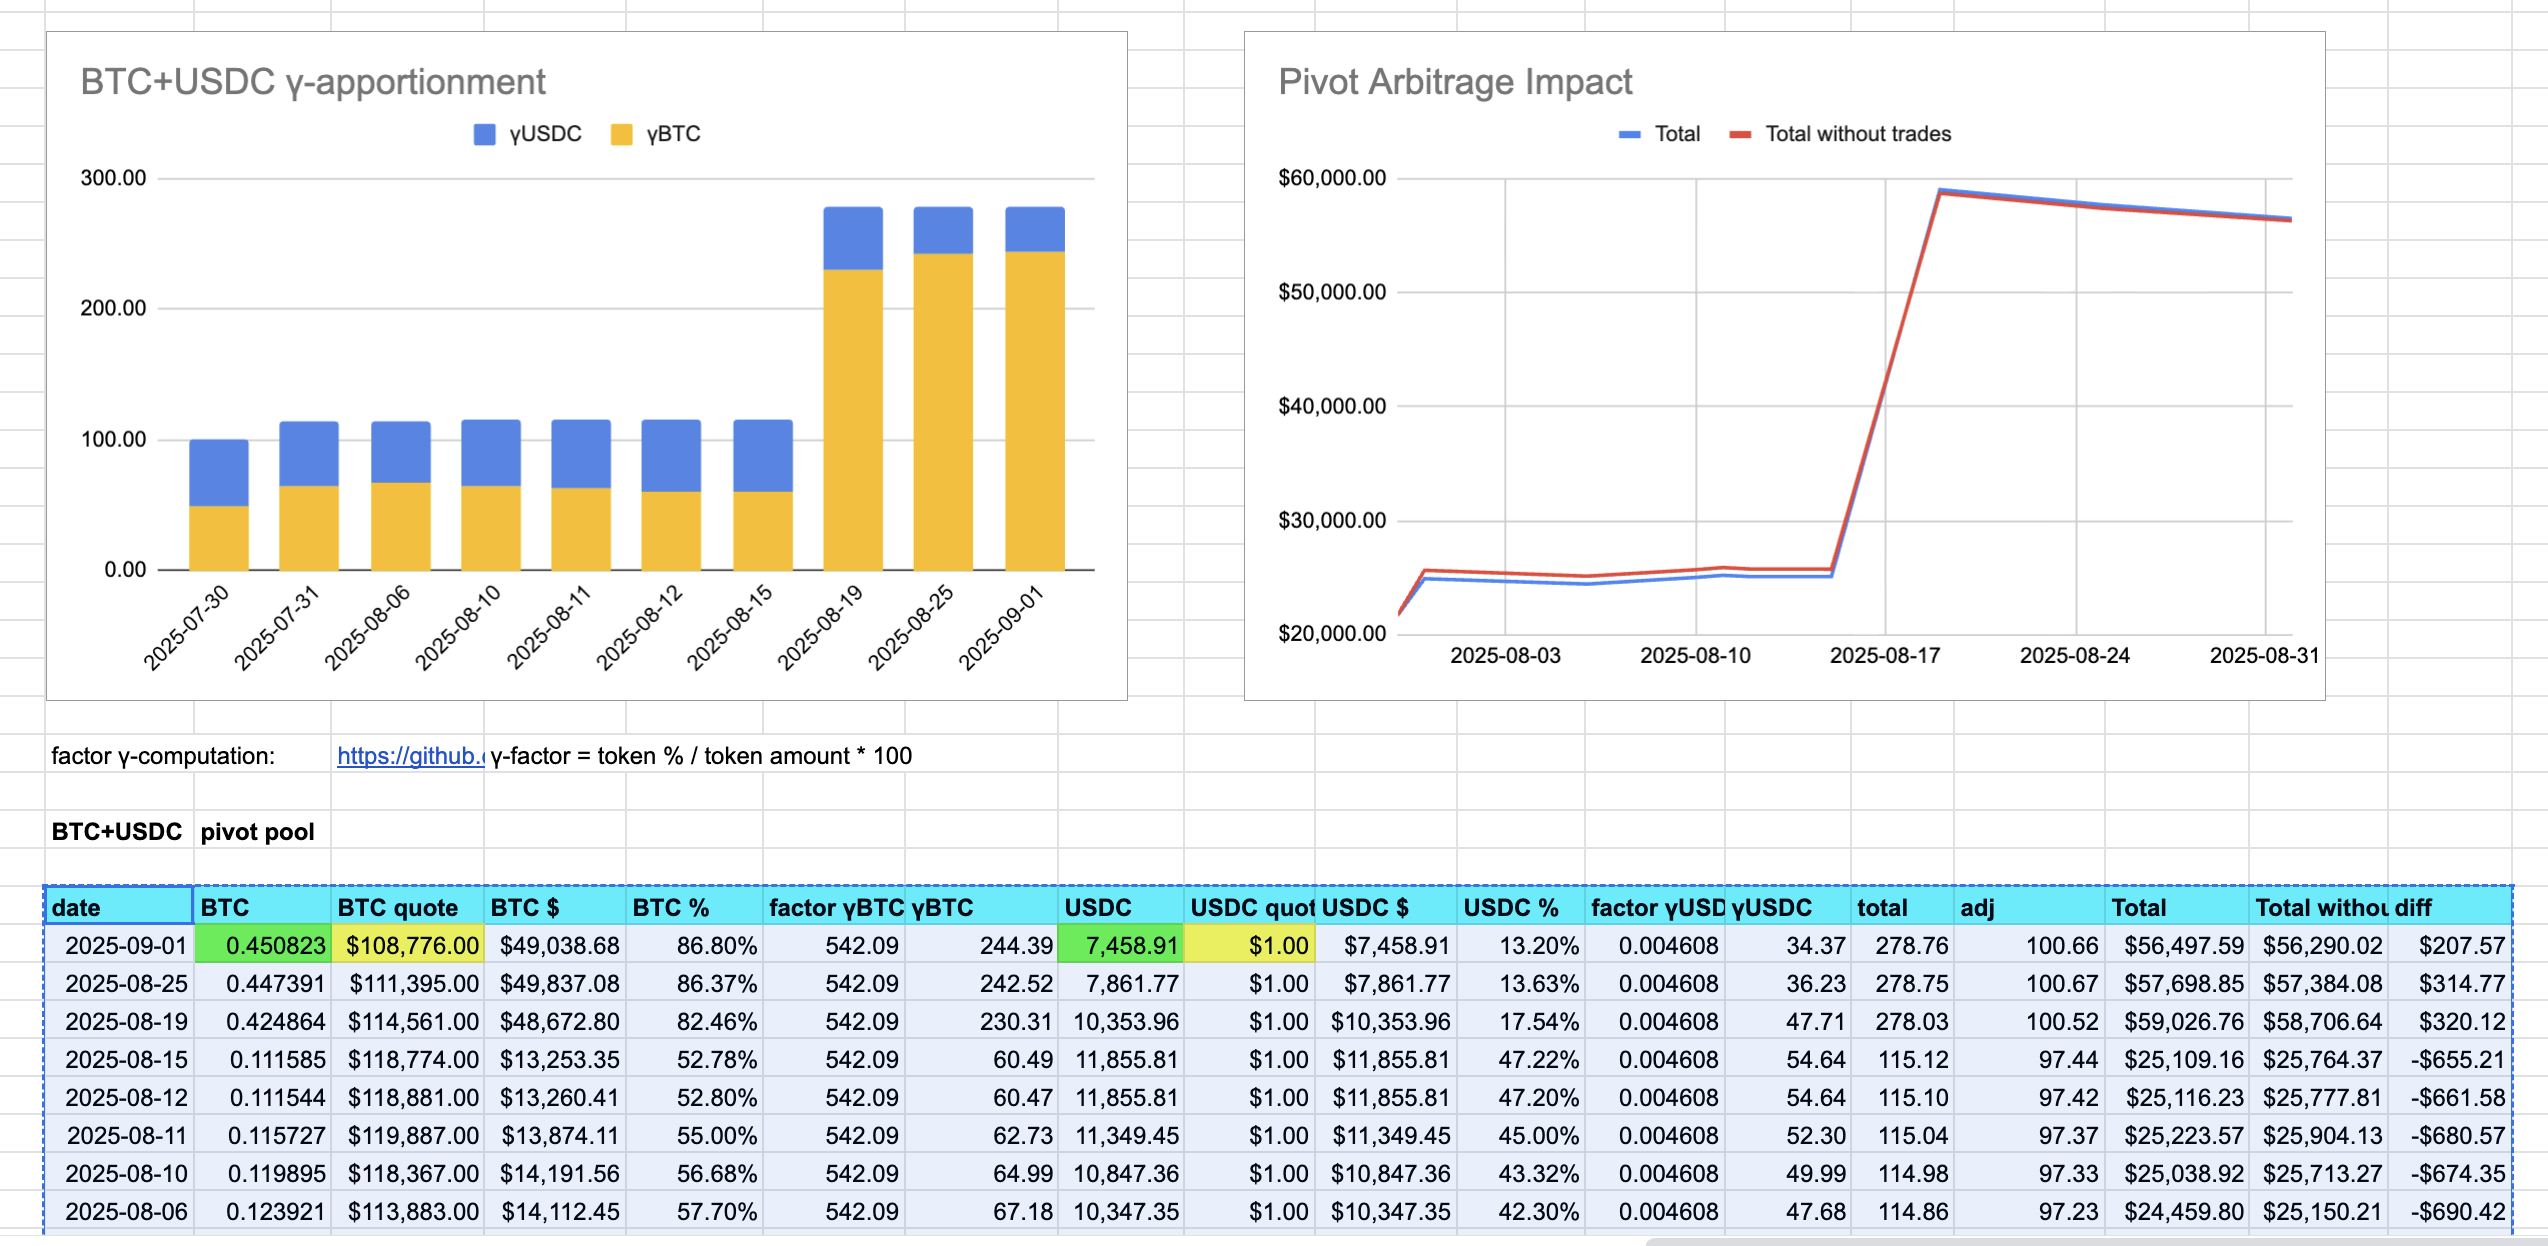 BTC+USDC γ-apportionment
γUSDC γBTC
300.00
200.00
100.00
0.00
2025-07-30 2025-07-31 2025-08-06 2025-08-10 2025-08-11 2025-08-12 2025-08-15 2025-08-19 2025-08-25 2025-09-01
Pivot Arbitrage Impact
Total Total without trades
$60,000.00
$50,000.00
$40,000.00
$30,000.00
$20,000.00
2025-08-03 2025-08-10 2025-08-17 2025-08-24 2025-08-31
factor γ-computation: https://github. γ-factor = token % / token amount * 100
BTC+USDC pivot pool
date BTC BTC quote BTC $ BTC % factor γBTC γBTC USDC USDC quot USDC $ USDC % factor γUSD γUSDC total adj Total Total withou diff
2025-09-01 0.450823 $108,776.00 $49,038.68 86.80% 542.09 244.39 7,458.91 $1.00 $7,458.91 13.20% 0.004608 34.37 278.76 100.66 $56,497.59 $56,290.02 $207.57
2025-08-25 0.447391 $111,395.00 $49,837.08 86.37% 542.09 242.52 7,861.77 $1.00 $7,861.77 13.63% 0.004608 36.23 278.75 100.67 $57,698.85 $57,384.08 $314.77
2025-08-19 0.424864 $114,561.00 $48,672.80 82.46% 542.09 230.31 10,353.96 $1.00 $10,353.96 17.54% 0.004608 47.71 278.03 100.52 $59,026.76 $58,706.64 $320.12
2025-08-15 0.111585 $118,774.00 $13,253.35 52.78% 542.09 60.49 11,855.81 $1.00 $11,855.81 47.22% 0.004608 54.64 115.12 97.44 $25,109.16 $25,764.37 -$655.21
2025-08-12 0.111544 $118,881.00 $13,260.41 52.80% 542.09 60.47 11,855.81 $1.00 $11,855.81 47.20% 0.004608 54.64 115.10 97.42 $25,116.23 $25,777.81 -$661.58
2025-08-11 0.115727 $119,887.00 $13,874.11 55.00% 542.09 62.73 11,349.45 $1.00 $11,349.45 45.00% 0.004608 52.30 115.04 97.37 $25,223.57 $25,904.13 -$680.57
2025-08-10 0.119895 $118,367.00 $14,191.56 56.68% 542.09 64.99 10,847.36 $1.00 $10,847.36 43.32% 0.004608 49.99 114.98 97.33 $25,038.92 $25,713.27 -$674.35
2025-08-06 0.123921 $113,883.00 $14,112.45 57.70% 542.09 67.18 10,347.35 $1.00 $10,347.35 42.30% 0.004608 47.68 114.86 97.23 $24,459.80 $25,150.21 -$690.42